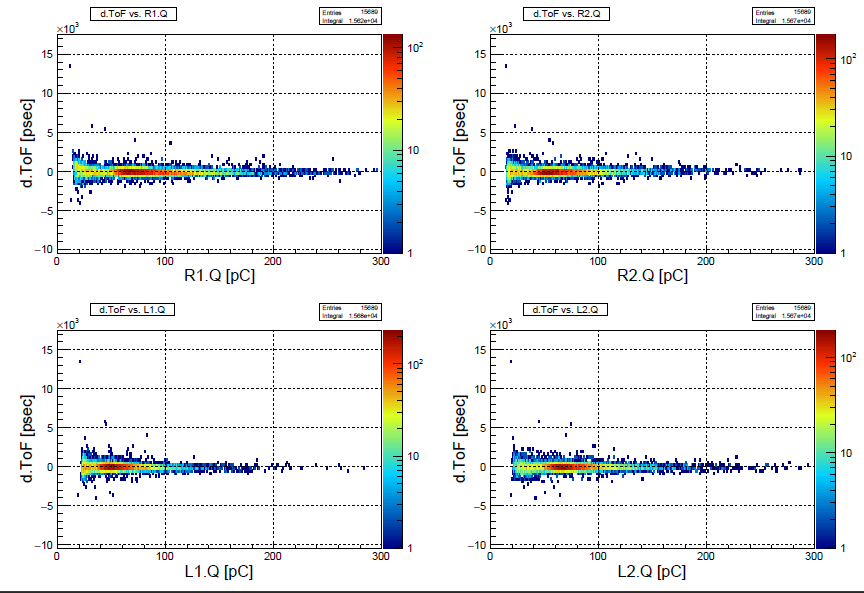 d.ToF vs. R1.Q
Entries 15689
Integral 1.562e+04
×10³
15
10
5
0
−5
−10
d.ToF [psec]
0 100 200 300
R1.Q [pC]
10²
10
1
d.ToF vs. R2.Q
Entries 15689
Integral 1.567e+04
×10³
15
10
5
0
−5
−10
d.ToF [psec]
0 100 200 300
R2.Q [pC]
10²
10
1
d.ToF vs. L1.Q
Entries 15689
Integral 1.568e+04
×10³
15
10
5
0
−5
−10
d.ToF [psec]
0 100 200 300
L1.Q [pC]
10²
10
1
d.ToF vs. L2.Q
Entries 15689
Integral 1.567e+04
×10³
15
10
5
0
−5
−10
d.ToF [psec]
0 100 200 300
L2.Q [pC]
10²
10
1